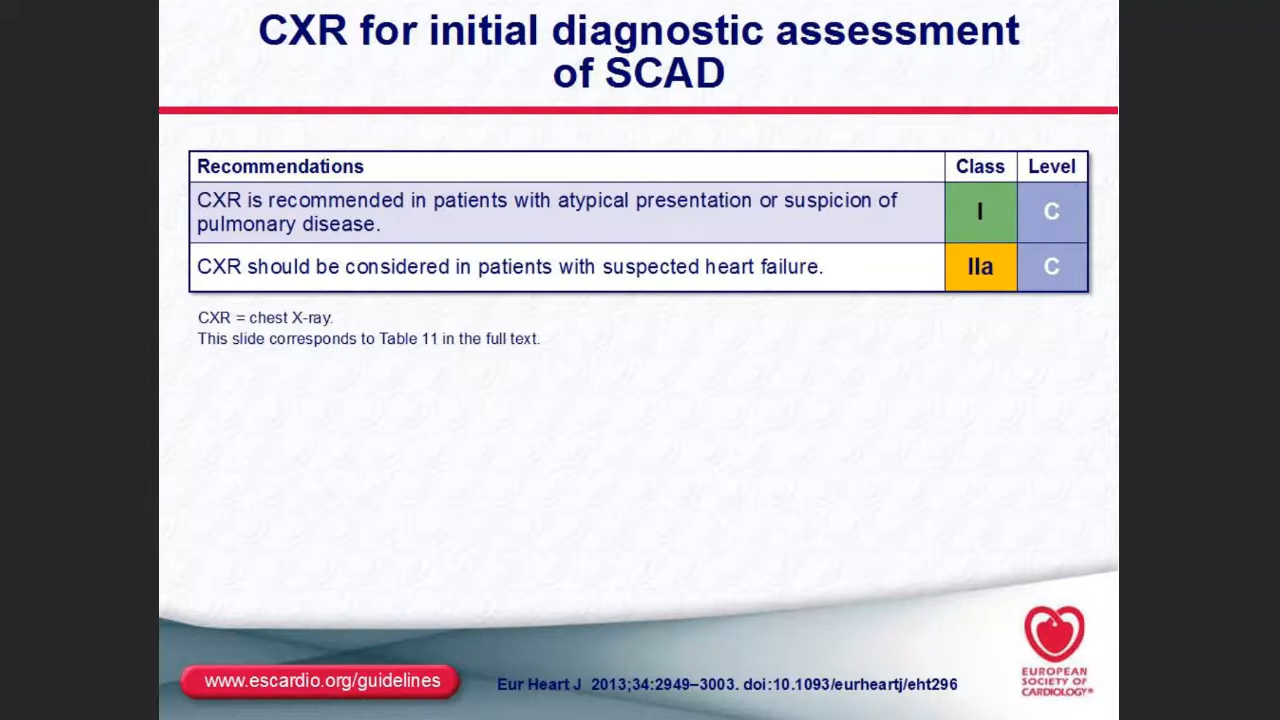 CXR for initial diagnostic assessment
of SCAD
Recommendations Class Level
CXR is recommended in patients with atypical presentation or suspicion of
pulmonary disease. I C
CXR should be considered in patients with suspected heart failure. IIa C
CXR = chest X-ray.
This slide corresponds to Table 11 in the full text.
www.escardio.org/guidelines
Eur Heart J 2013;34:2949–3003. doi:10.1093/eurheartj/eht296
EUROPEAN
SOCIETY OF
CARDIOLOGY®